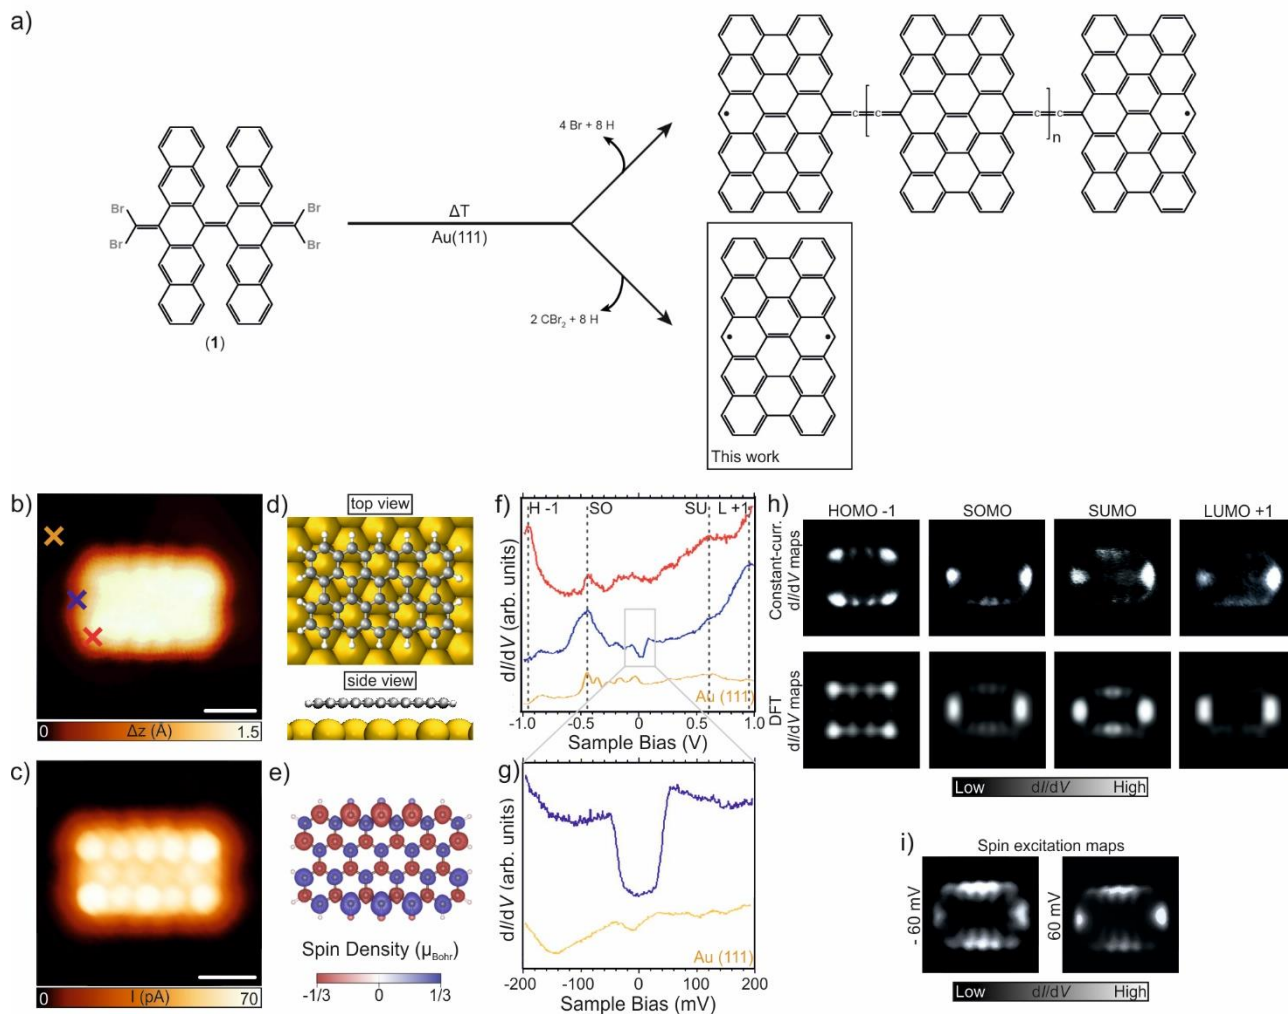 a)
4 Br + 8 H
n
Br
Br
Br
Br
ΔT
Au(111)
(1)
2 CBr₂ + 8 H
This work
b)
0 Δz (Å) 1.5
c)
0 I (pA) 70
d)
top view
side view
e)
Spin Density (μBohr)
-1/3 0 1/3
f)
H -1 SO SU L +1
dI/dV (arb. units)
Au (111)
-1.0 -0.5 0 0.5 1.0
Sample Bias (V)
g)
dI/dV (arb. units)
Au (111)
-200 -100 0 100 200
Sample Bias (mV)
h)
HOMO -1 SOMO SUMO LUMO +1
Constant-curr.
dI/dV maps
DFT
dI/dV maps
Low dI/dV High
i)
Spin excitation maps
- 60 mV
60 mV
Low dI/dV High